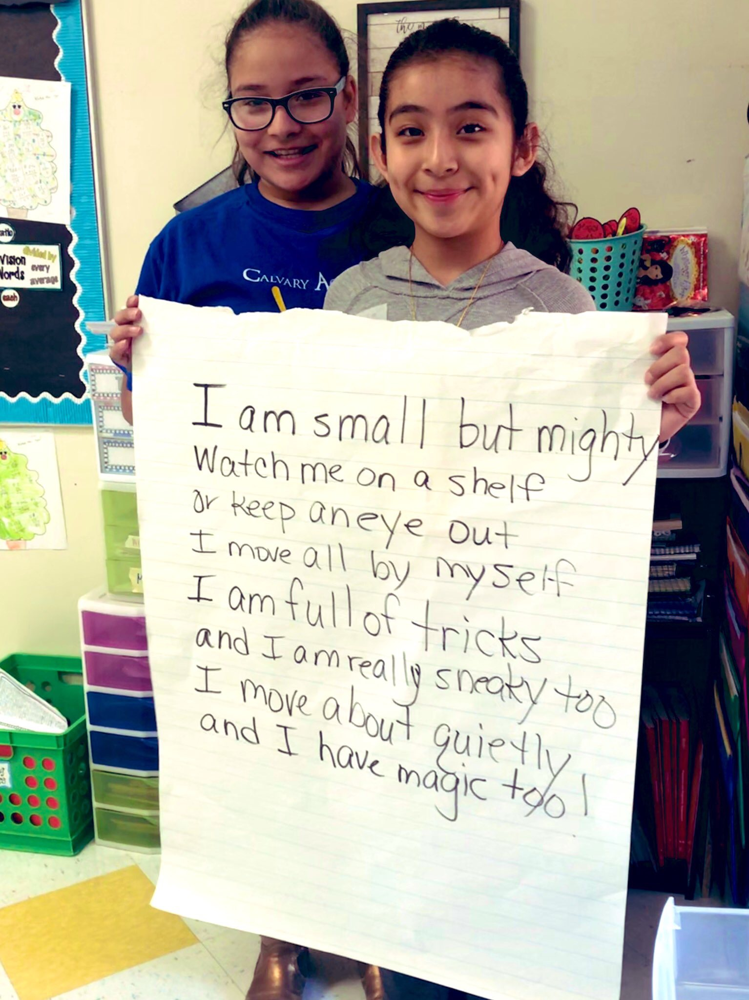 the
CALVARY A
divided by
vision
words
every
average
each
I am small but mighty
Watch me on a shelf
or keep an eye out
I move all by myself
I am full of tricks
and I am really sneaky too
I move about quietly
and I have magic too!